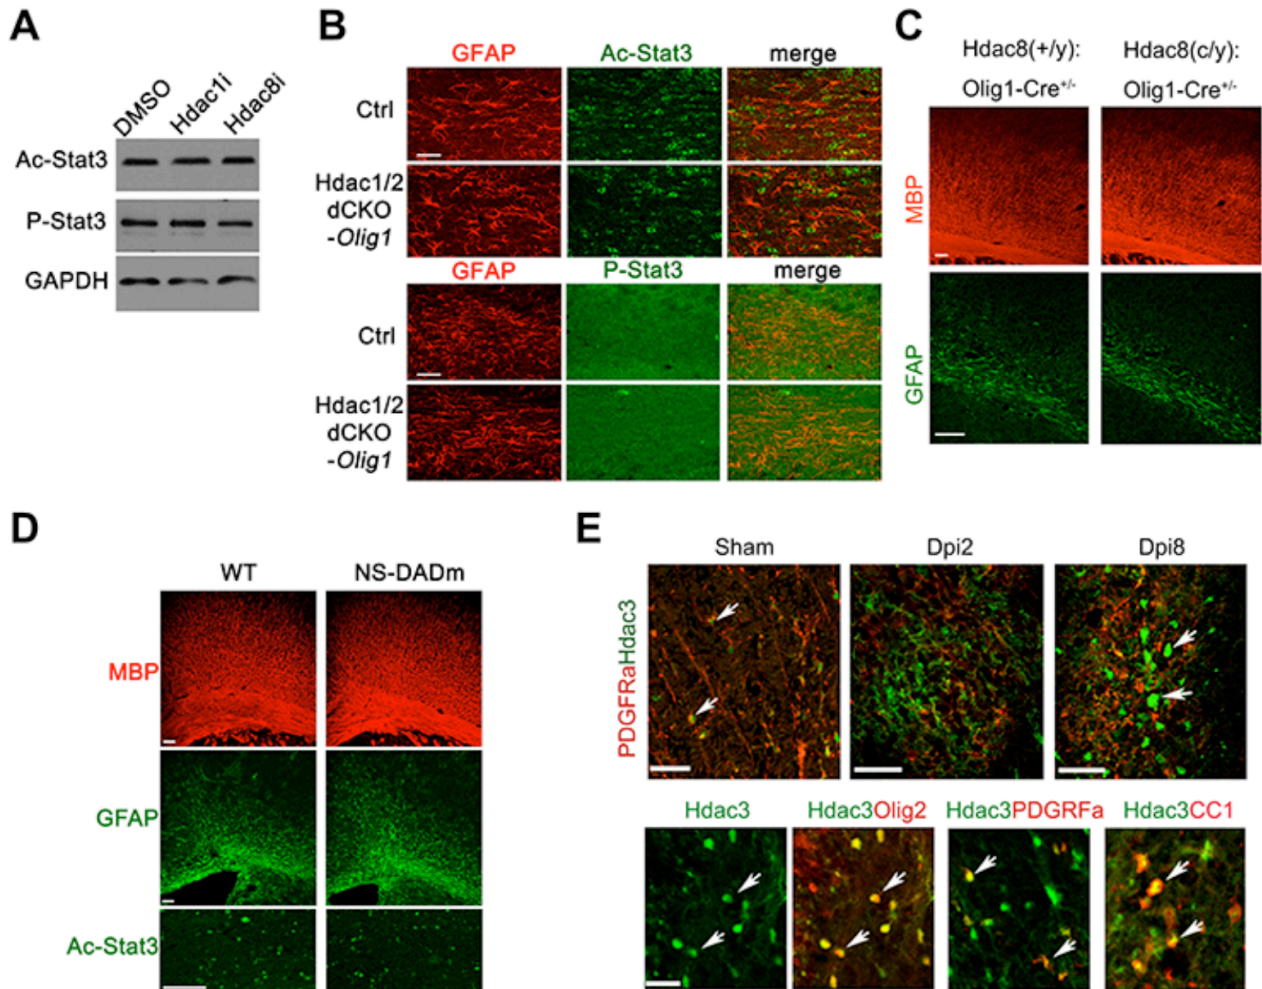 A
DMSO
Hdac1i
Hdac8i
Ac-Stat3
P-Stat3
GAPDH
B
GFAP
Ac-Stat3
merge
Ctrl
Hdac1/2
dCKO
-Olig1
GFAP
P-Stat3
merge
Ctrl
Hdac1/2
dCKO
-Olig1
C
Hdac8(+/y):
Olig1-Cre+/-
Hdac8(c/y):
Olig1-Cre+/-
MBP
GFAP
D
WT
NS-DADm
MBP
GFAP
Ac-Stat3
E
Sham
Dpi2
Dpi8
PDGFRaHdac3
Hdac3
Hdac3Olig2
Hdac3PDGRFa
Hdac3CC1